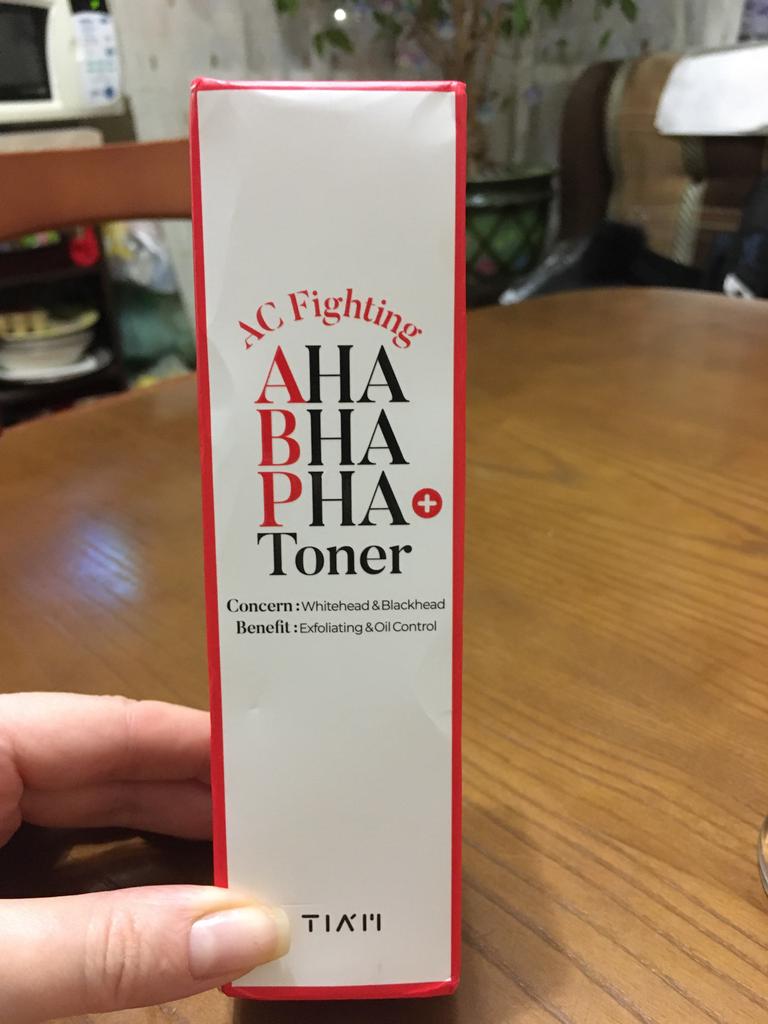 AC Fighting
AHA
BHA
PHA+
Toner
Concern : Whitehead & Blackhead
Benefit : Exfoliating & Oil Control
TIAM